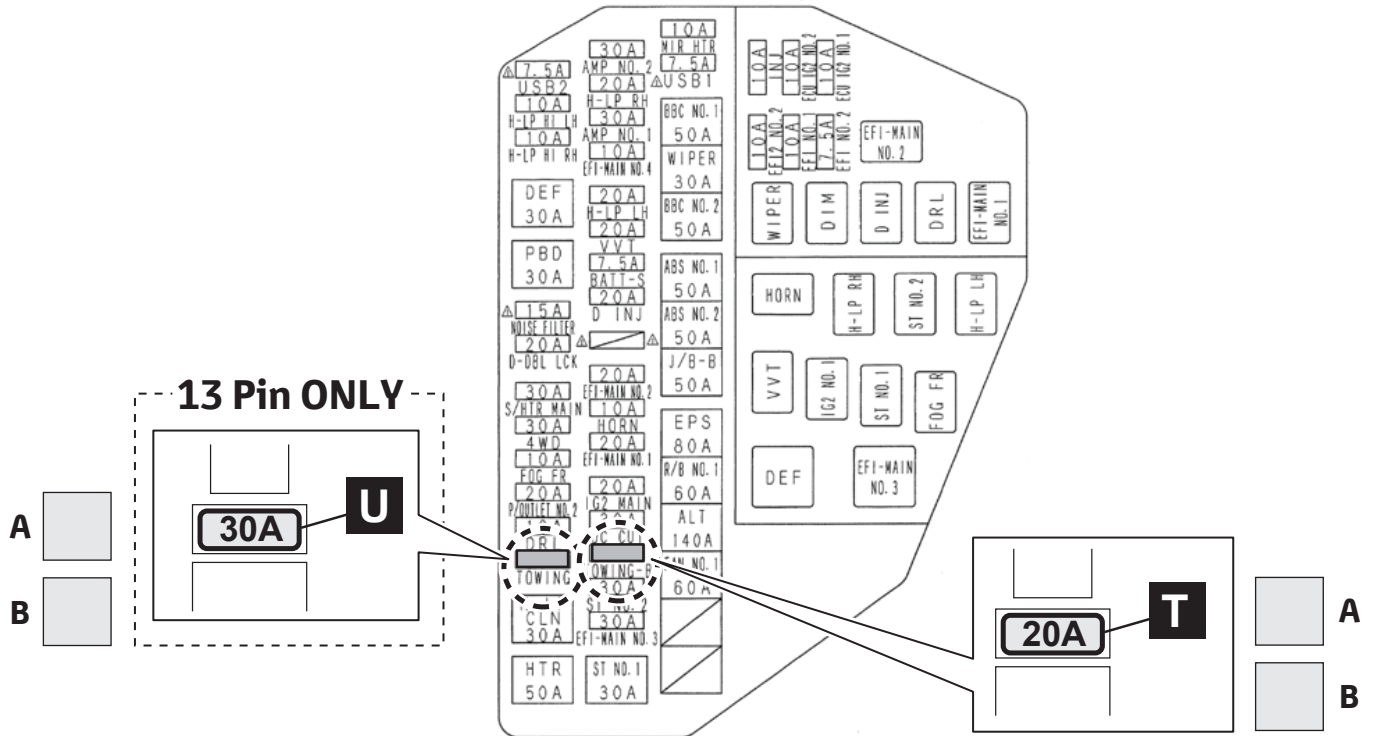 7.5A
USB2
10A
H-LP HI LH
10A
H-LP HI RH
DEF
30A
PBD
30A
15A
NOISE FILTER
20A
D-DBL LCK
30A
S/HTR MAIN
30A
4WD
10A
FOG FR
20A
P/OUTLET NO.2
DRL
TOWING
CLN
30A
HTR
50A
30A
AMP NO. 2
20A
H-LP RH
30A
AMP NO. 1
10A
EFI-MAIN NO.4
20A
H-LP LH
20A
VVT
7.5A
BATT-S
20A
D INJ
20A
EFI-MAIN NO.2
10A
HORN
20A
EFI-MAIN NO.1
20A
IG2 MAIN
30A
TOWING-B
30A
ST NO. 2
30A
EFI-MAIN NO.3
ST NO.1
30A
10A
MIR HTR
7.5A
USB1
BBC NO.1
50A
WIPER
30A
BBC NO.2
50A
ABS NO.1
50A
ABS NO.2
50A
J/B-B
50A
EPS
80A
R/B NO.1
60A
ALT
140A
FAN NO.1
60A
10A
INJ
10A
ECU IG2 NO.2
10A
ECU IG2 NO.1
10A
EFI2 NO.2
10A
EFI NO.1
7.5A
EFI NO.2
EFI-MAIN
NO.2
WIPER
DIM
D INJ
DRL
EFI-MAIN
NO.1
HORN
H-LP RH
ST NO.2
H-LP LH
VVT
IG2 NO.1
ST NO.1
FOG FR
DEF
EFI-MAIN
NO.3
13 Pin ONLY
30A
U
A
B
20A
T
A
B